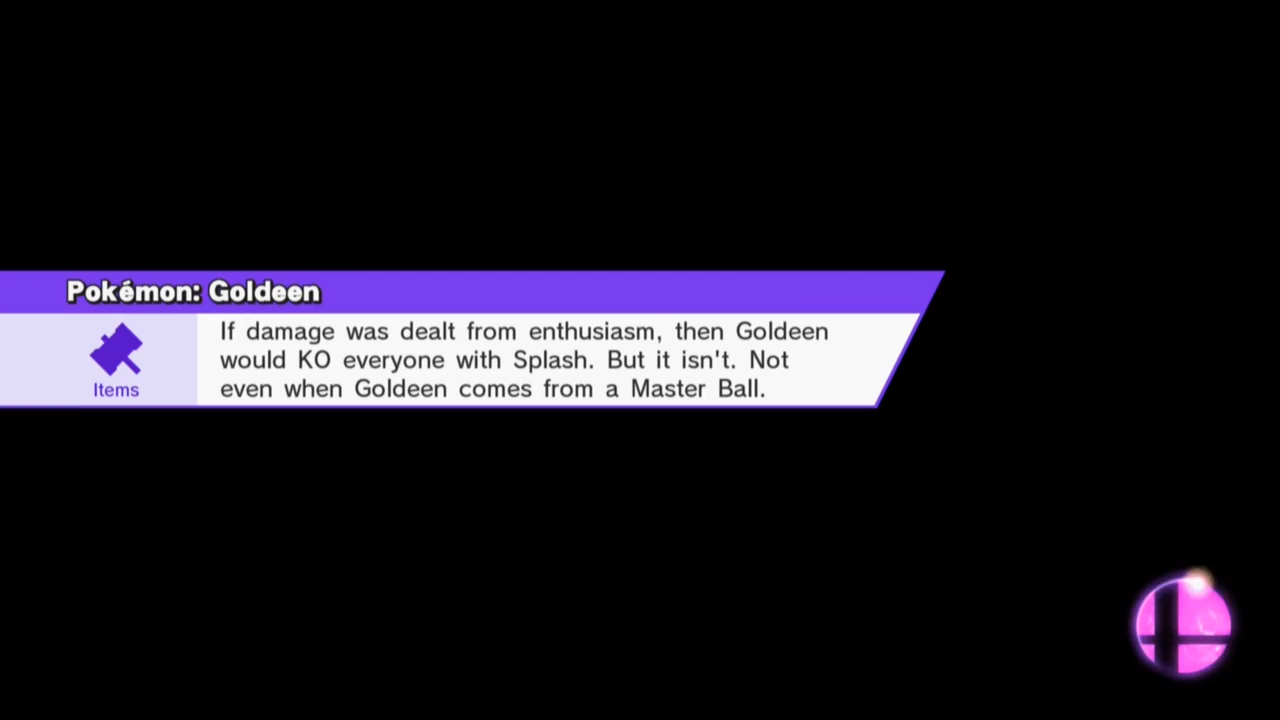 Pokémon: Goldeen
If damage was dealt from enthusiasm, then Goldeen
would KO everyone with Splash. But it isn't. Not
even when Goldeen comes from a Master Ball.
Items